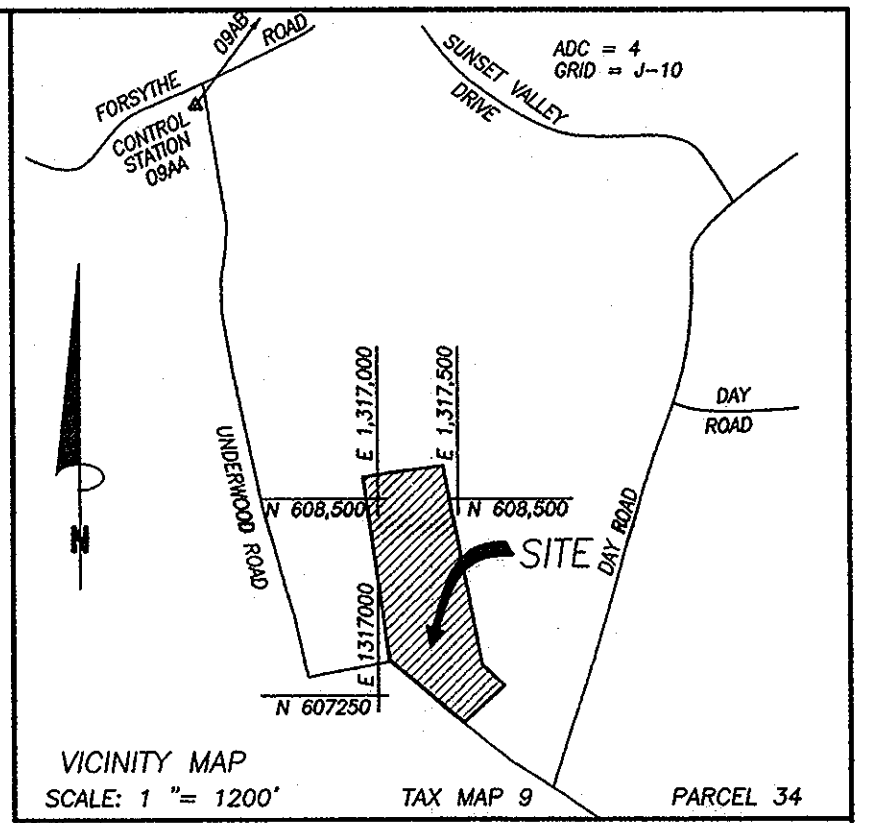 09AB
ROAD
FORSYTHE
CONTROL
STATION
09AA
SUNSET VALLEY
DRIVE
ADC = 4
GRID = J-10
N
UNDERWOOD ROAD
E 1,317,000
E 1,317,500
N 608,500
N 608,500
DAY
ROAD
DAY ROAD
SITE
E 1317000
N 607250
VICINITY MAP
SCALE: 1 "= 1200'
TAX MAP 9
PARCEL 34